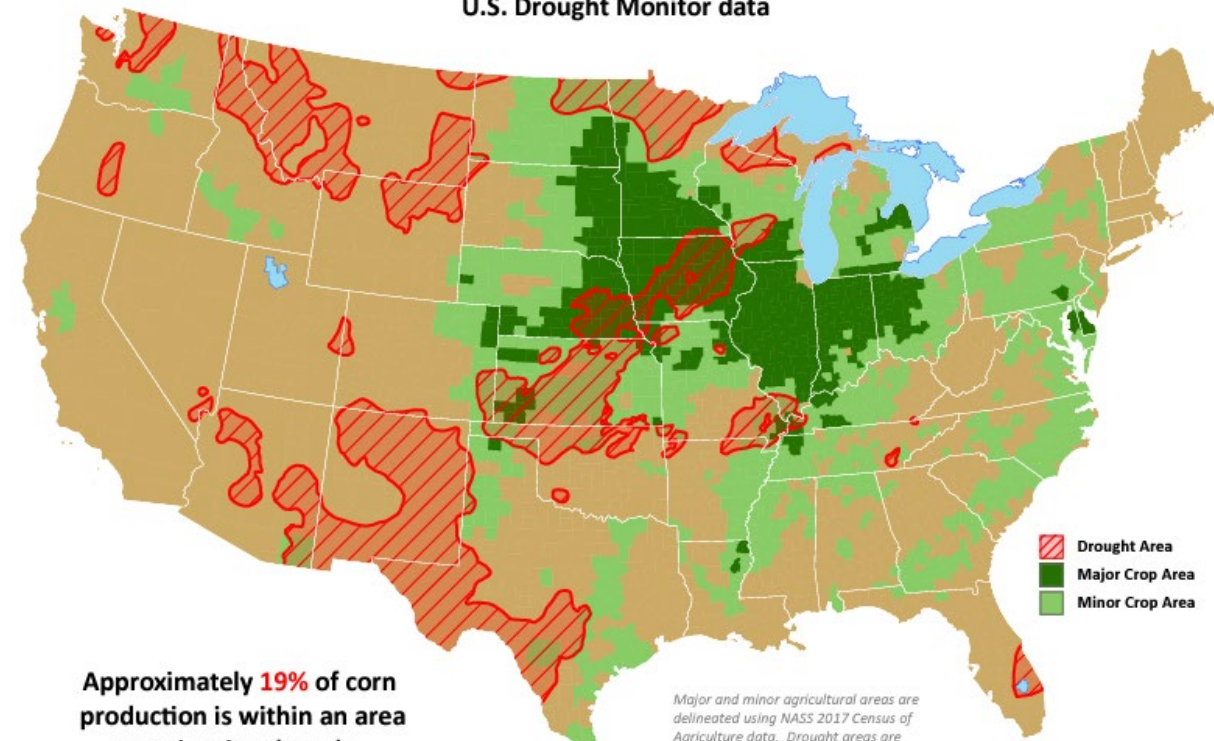 U.S. Drought Monitor data
Drought Area
Major Crop Area
Minor Crop Area
Approximately 19% of corn
production is within an area
Major and minor agricultural areas are
delineated using NASS 2017 Census of
Agriculture data. Drought areas are